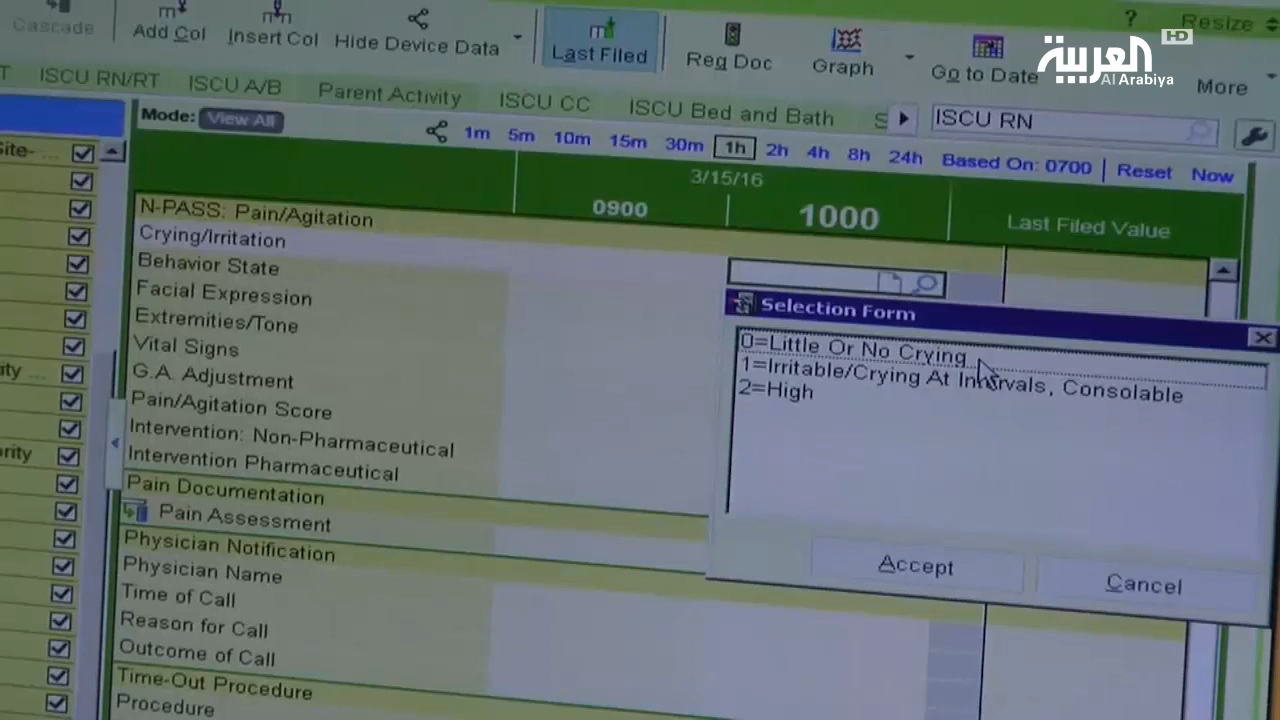 Cascade
Add Col
Insert Col
Hide Device Data
Last Filed
Reg Doc
Graph
Go to Date
?
Resize
More
العربية HD
Al Arabiya
T
ISCU RN/RT
ISCU A/B
Parent Activity
ISCU CC
ISCU Bed and Bath
S
ISCU RN
Mode: View All
1m 5m 10m 15m 30m 1h 2h 4h 8h 24h Based On: 0700 Reset Now
3/15/16
0900
1000
Last Filed Value
Site- ...
ity ...
ority
N-PASS: Pain/Agitation
Crying/Irritation
Behavior State
Facial Expression
Extremities/Tone
Vital Signs
G.A. Adjustment
Pain/Agitation Score
Intervention: Non-Pharmaceutical
Intervention Pharmaceutical
Pain Documentation
Pain Assessment
Physician Notification
Physician Name
Time of Call
Reason for Call
Outcome of Call
Time-Out Procedure
Procedure
Selection Form
0=Little Or No Crying
1=Irritable/Crying At Intervals, Consolable
2=High
Accept
Cancel